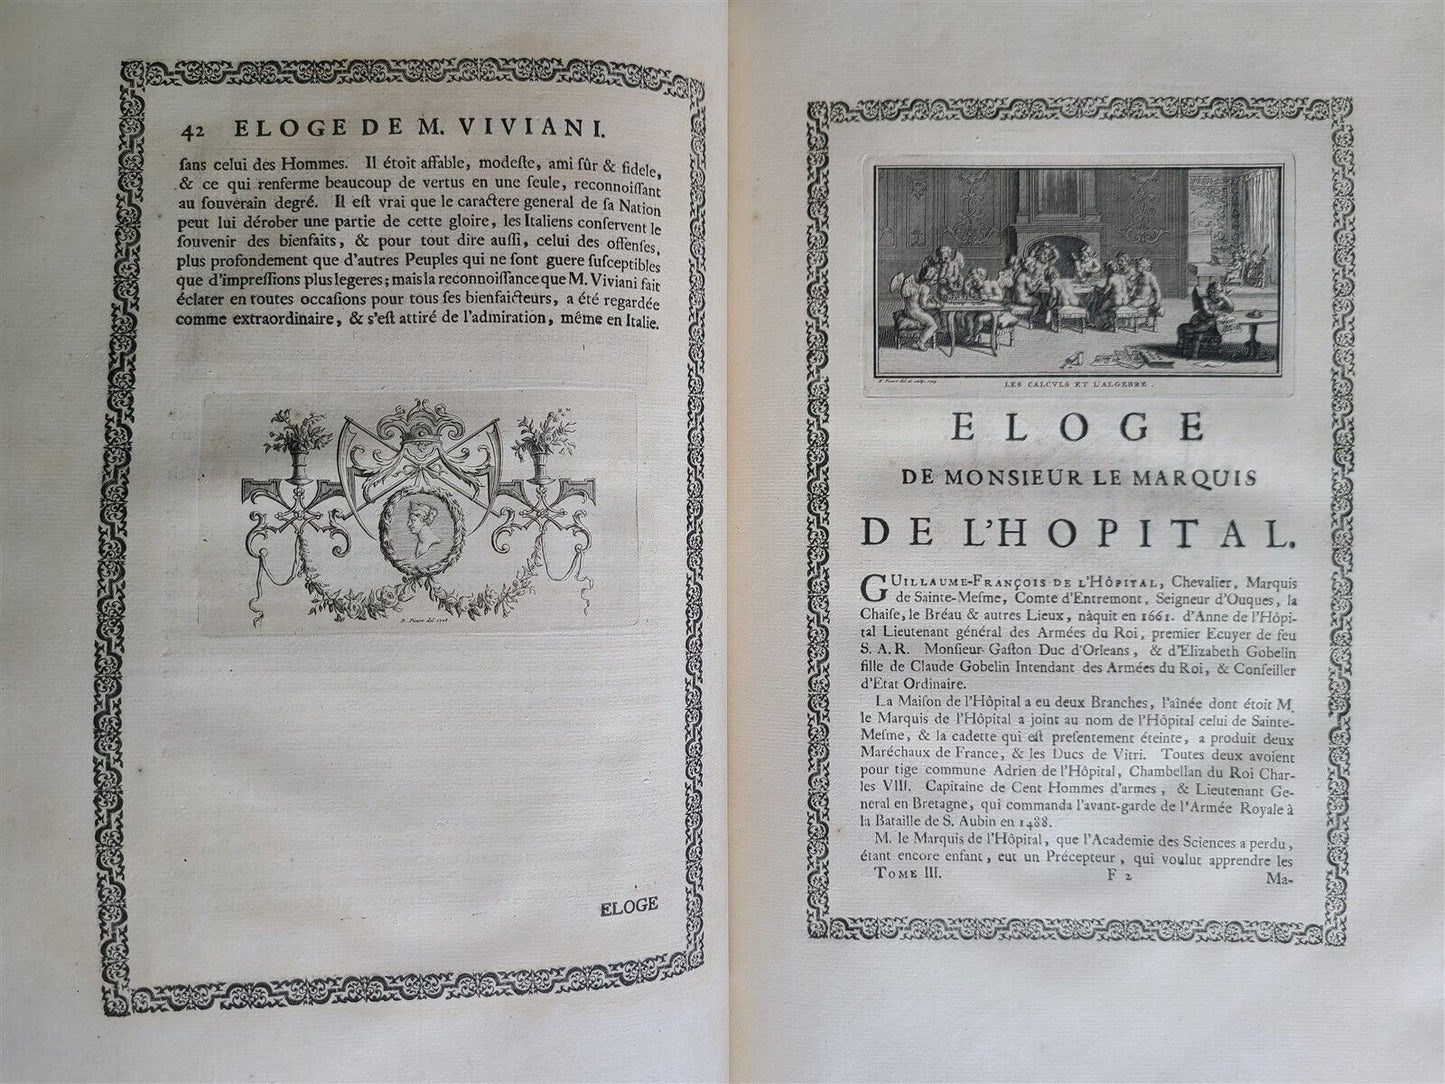 42 ELOGE DE M. VIVIANI.
ſans celui des Hommes. Il étoit affable, modeſte, ami ſûr & fidele,
& ce qui renferme beaucoup de vertus en une ſeule, reconnoiſſant
au ſouverain degré. Il eſt vrai que le caractere general de ſa Nation
peut lui dérober une partie de cette gloire, les Italiens conſervent le
ſouvenir des bienfaits, & pour tout dire auſſi, celui des offenſes,
plus profondement que d'autres Peuples qui ne ſont guere ſuſceptibles
que d'impreſſions plus legeres; mais la reconnoiſſance que M. Viviani fait
éclater en toutes occaſions pour tous ſes bienfaicteurs, a été regardée
comme extraordinaire, & s'eſt attiré de l'admiration, même en Italie.
B. Picart del. 1728
ELOGE
B. Picart del. et sculp. 1729
LES CALCVLS ET L'ALGEBRE.
ELOGE
DE MONSIEUR LE MARQUIS
DE L'HOPITAL.
GUILLAUME-FRANÇOIS DE L'HÔPITAL, Chevalier, Marquis
de Sainte-Meſme, Comte d'Entremont, Seigneur d'Ouques, la
Chaiſe, le Bréau & autres Lieux, nâquit en 1661. d'Anne de l'Hôpi-
tal Lieutenant général des Armées du Roi, premier Ecuyer de feu
S. A. R. Monſieur Gaſton Duc d'Orleans, & d'Elizabeth Gobelin
fille de Claude Gobelin Intendant des Armées du Roi, & Conſeiller
d'Etat Ordinaire.
La Maiſon de l'Hôpital a eu deux Branches, l'aînée dont étoit M.
le Marquis de l'Hôpital a joint au nom de l'Hôpital celui de Sainte-
Meſme, & la cadette qui eſt preſentement éteinte, a produit deux
Maréchaux de France, & les Ducs de Vitri. Toutes deux avoient
pour tige commune Adrien de l'Hôpital, Chambellan du Roi Char-
les VIII. Capitaine de Cent Hommes d'armes, & Lieutenant Ge-
neral en Bretagne, qui commanda l'avant-garde de l'Armée Royale à
la Bataille de S. Aubin en 1488.
M. le Marquis de l'Hôpital, que l'Academie des Sciences a perdu,
étant encore enfant, eut un Précepteur, qui voulut apprendre les
TOME III. F 2 Ma-